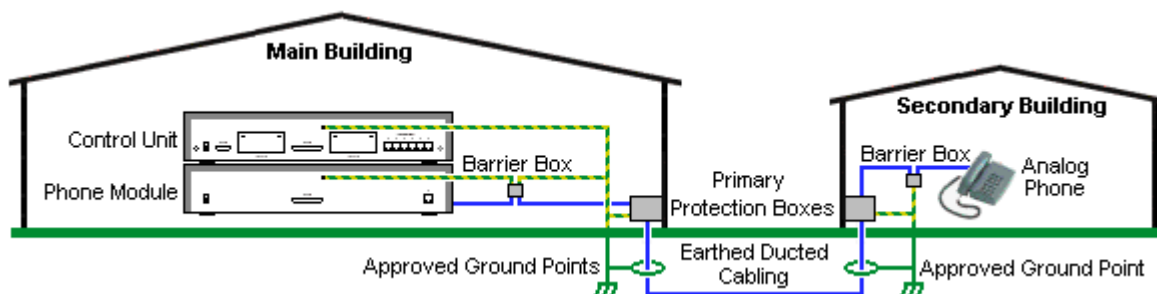 Main Building
Secondary Building
Control Unit
Phone Module
Barrier Box
Primary
Protection Boxes
Barrier Box
Analog
Phone
Approved Ground Points
Earthed Ducted
Cabling
Approved Ground Point